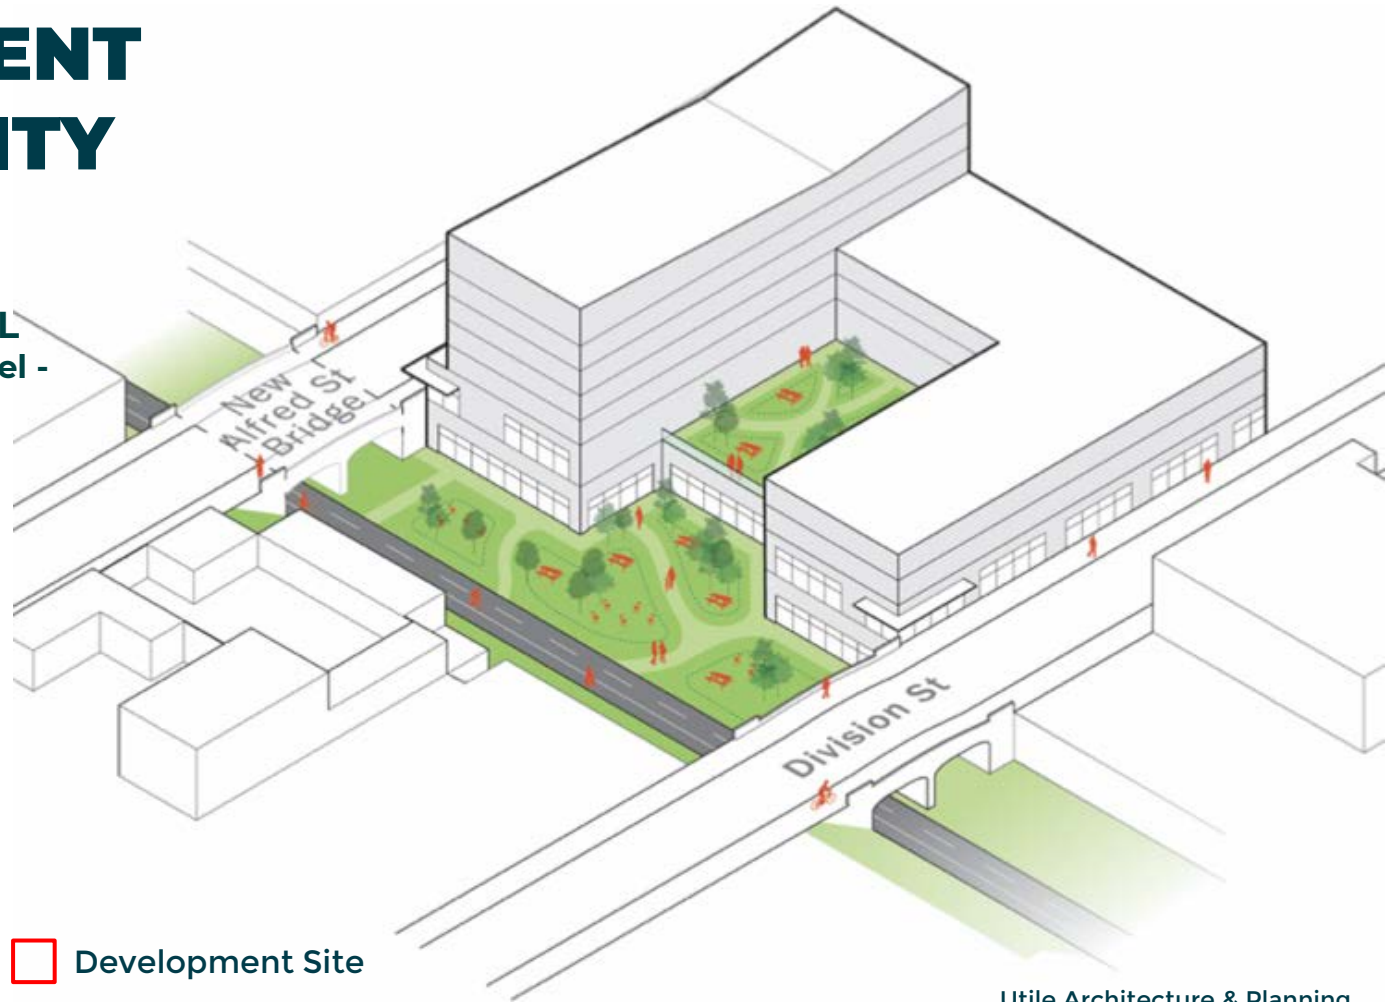 ENT
ITY
L
el -
New
Alfred St
Bridge
Division St
Development Site
Utile Architecture & Planning